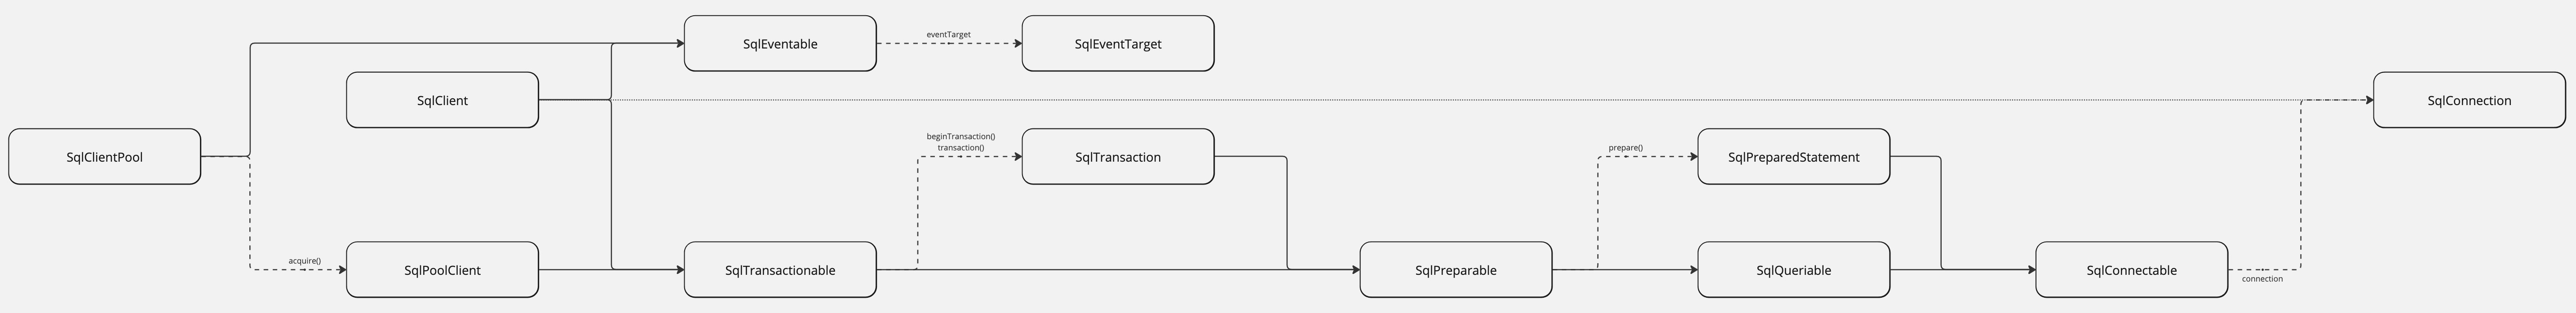 eventTarget
SqlEventable
SqlEventTarget
SqlClient
SqlConnection
beginTransaction()
transaction()
prepare()
SqlClientPool
SqlTransaction
SqlPreparedStatement
acquire()
SqlPoolClient
SqlTransactionable
SqlPreparable
SqlQueriable
SqlConnectable
connection